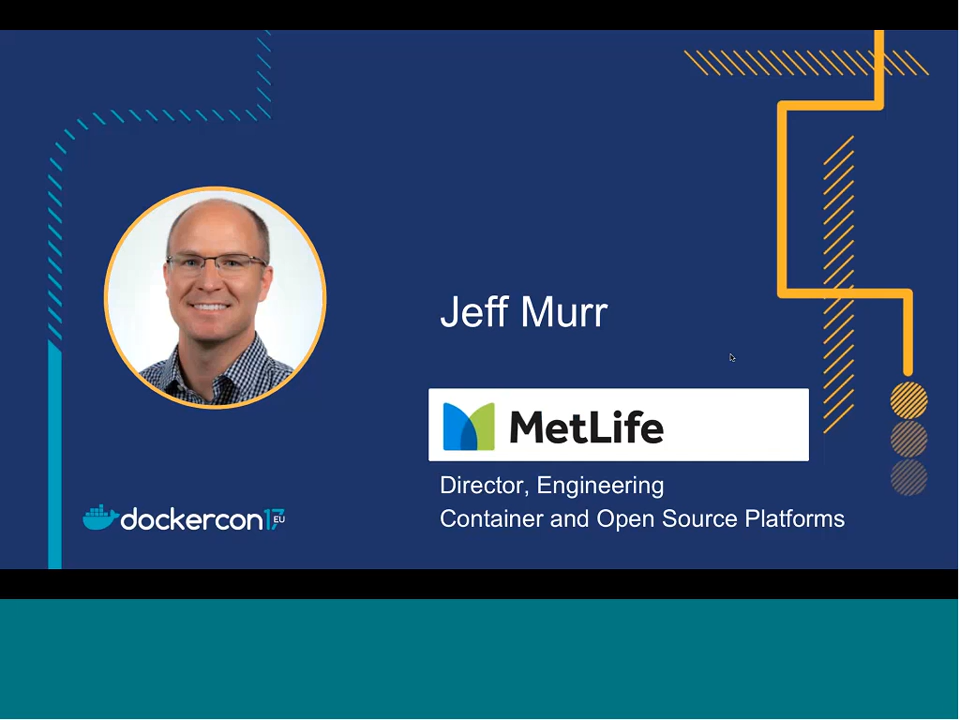 Jeff Murr
MetLife
Director, Engineering
Container and Open Source Platforms
dockercon17 EU